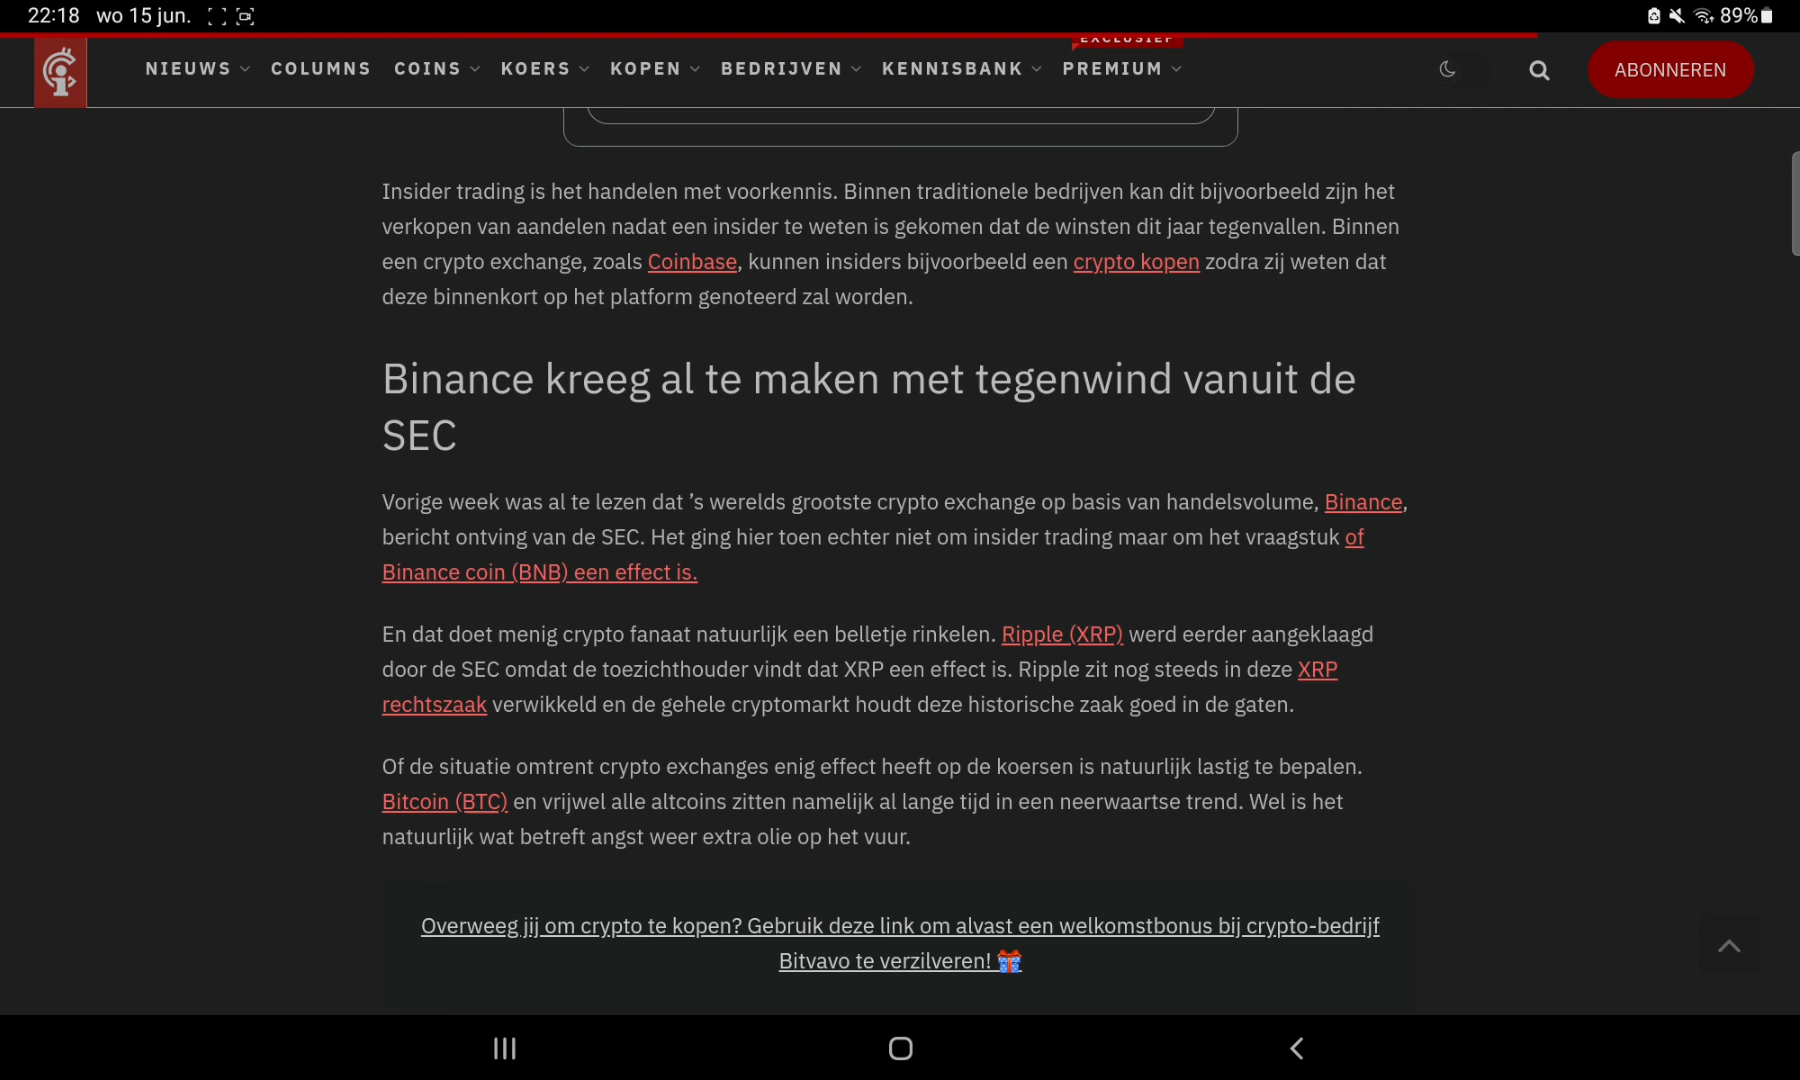 22:18 wo 15 jun. 89%
EXCLUSIEF
NIEUWS COLUMNS COINS KOERS KOPEN BEDRIJVEN KENNISBANK PREMIUM ABONNEREN
Insider trading is het handelen met voorkennis. Binnen traditionele bedrijven kan dit bijvoorbeeld zijn het
verkopen van aandelen nadat een insider te weten is gekomen dat de winsten dit jaar tegenvallen. Binnen
een crypto exchange, zoals Coinbase, kunnen insiders bijvoorbeeld een crypto kopen zodra zij weten dat
deze binnenkort op het platform genoteerd zal worden.
Binance kreeg al te maken met tegenwind vanuit de
SEC
Vorige week was al te lezen dat ’s werelds grootste crypto exchange op basis van handelsvolume, Binance,
bericht ontving van de SEC. Het ging hier toen echter niet om insider trading maar om het vraagstuk of
Binance coin (BNB) een effect is.
En dat doet menig crypto fanaat natuurlijk een belletje rinkelen. Ripple (XRP) werd eerder aangeklaagd
door de SEC omdat de toezichthouder vindt dat XRP een effect is. Ripple zit nog steeds in deze XRP
rechtszaak verwikkeld en de gehele cryptomarkt houdt deze historische zaak goed in de gaten.
Of de situatie omtrent crypto exchanges enig effect heeft op de koersen is natuurlijk lastig te bepalen.
Bitcoin (BTC) en vrijwel alle altcoins zitten namelijk al lange tijd in een neerwaartse trend. Wel is het
natuurlijk wat betreft angst weer extra olie op het vuur.
Overweeg jij om crypto te kopen? Gebruik deze link om alvast een welkomstbonus bij crypto-bedrijf
Bitvavo te verzilveren! 🎁